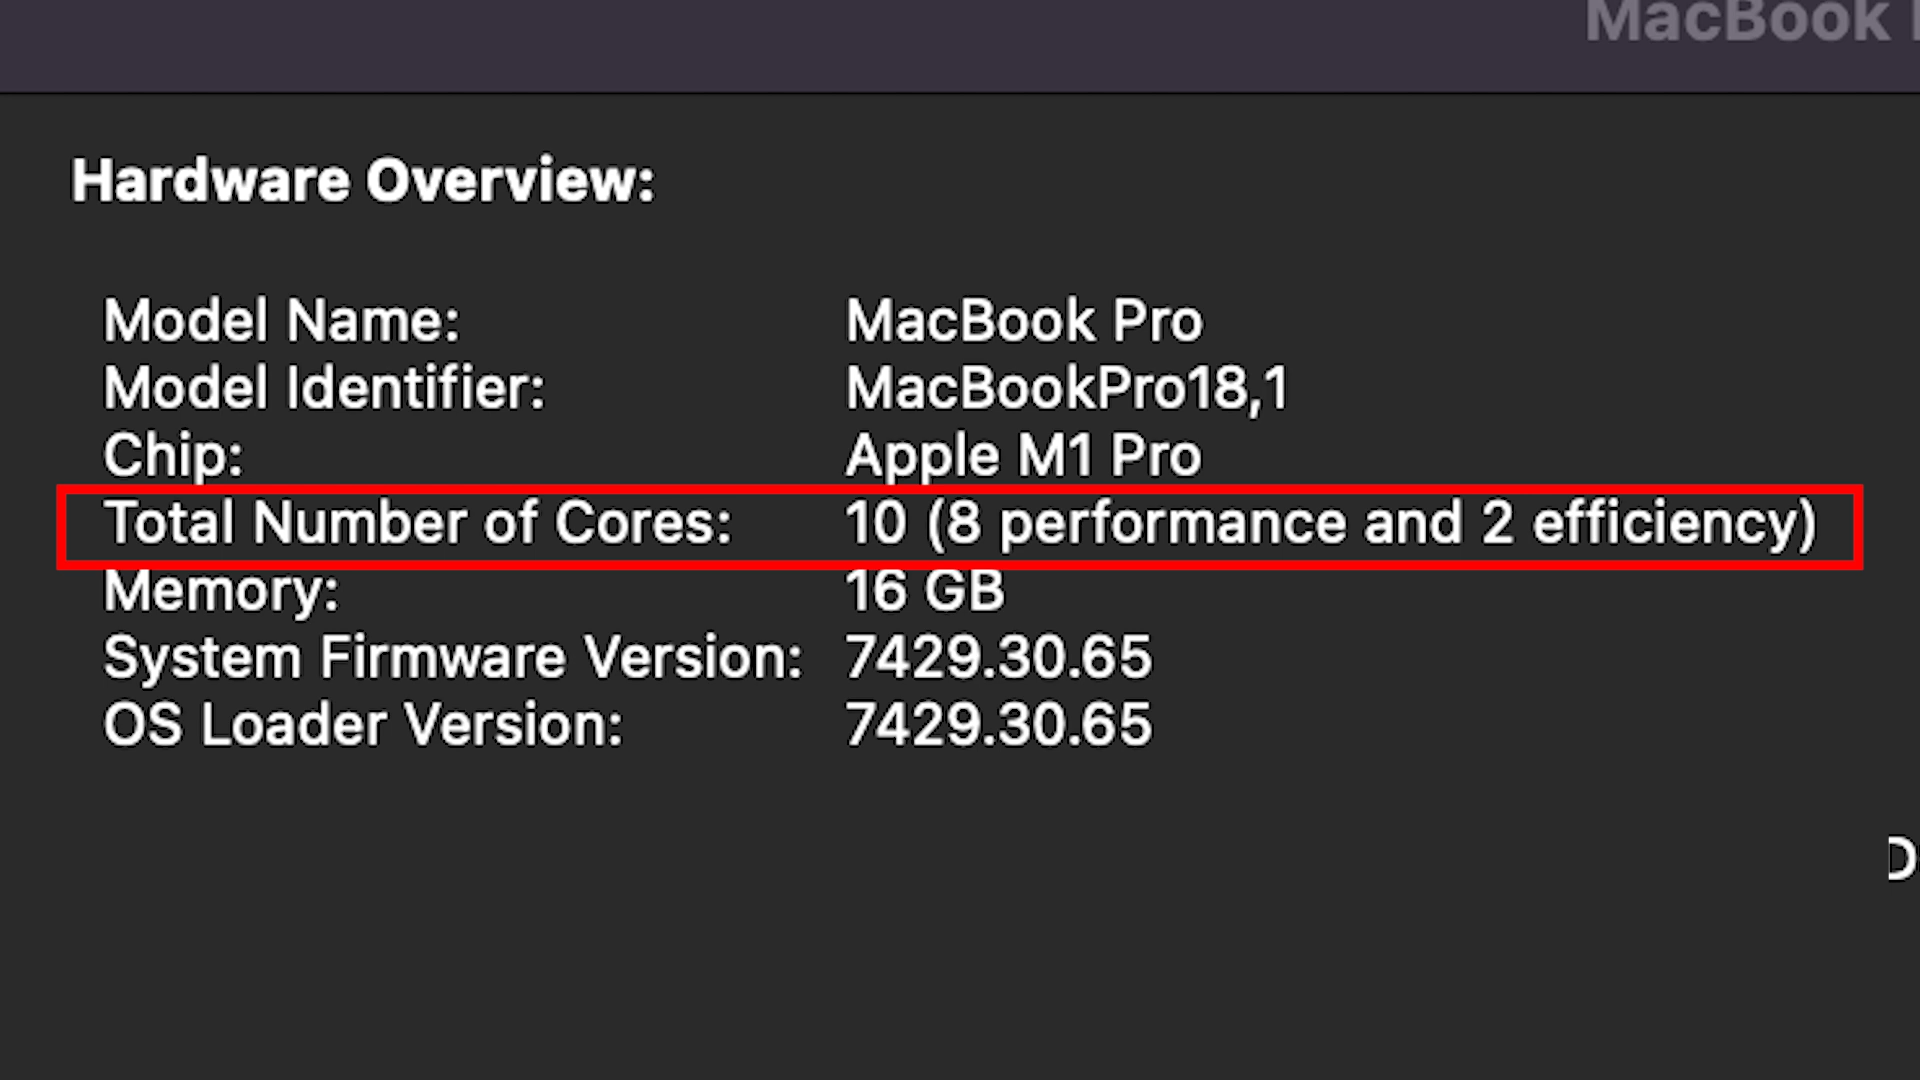 MacBook
Hardware Overview:
Model Name: MacBook Pro
Model Identifier: MacBookPro18,1
Chip: Apple M1 Pro
Total Number of Cores: 10 (8 performance and 2 efficiency)
Memory: 16 GB
System Firmware Version: 7429.30.65
OS Loader Version: 7429.30.65